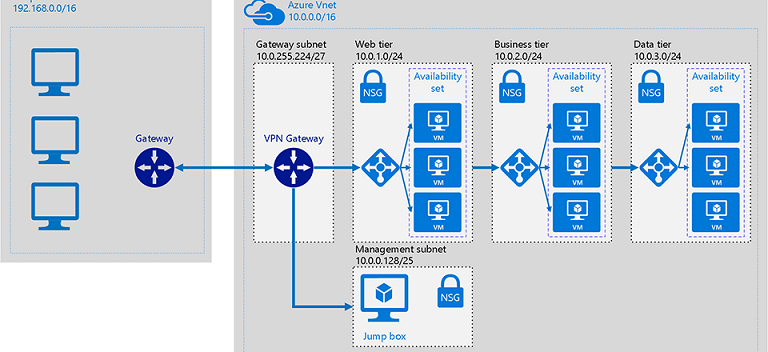 192.168.0.0/16
Gateway
Azure Vnet
10.0.0.0/16
Gateway subnet
10.0.255.224/27
VPN Gateway
Web tier
10.0.1.0/24
NSG
Availability
set
VM
VM
VM
Business tier
10.0.2.0/24
NSG
Availability
set
VM
VM
VM
Data tier
10.0.3.0/24
NSG
Availability
set
VM
VM
VM
Management subnet
10.0.0.128/25
NSG
Jump box